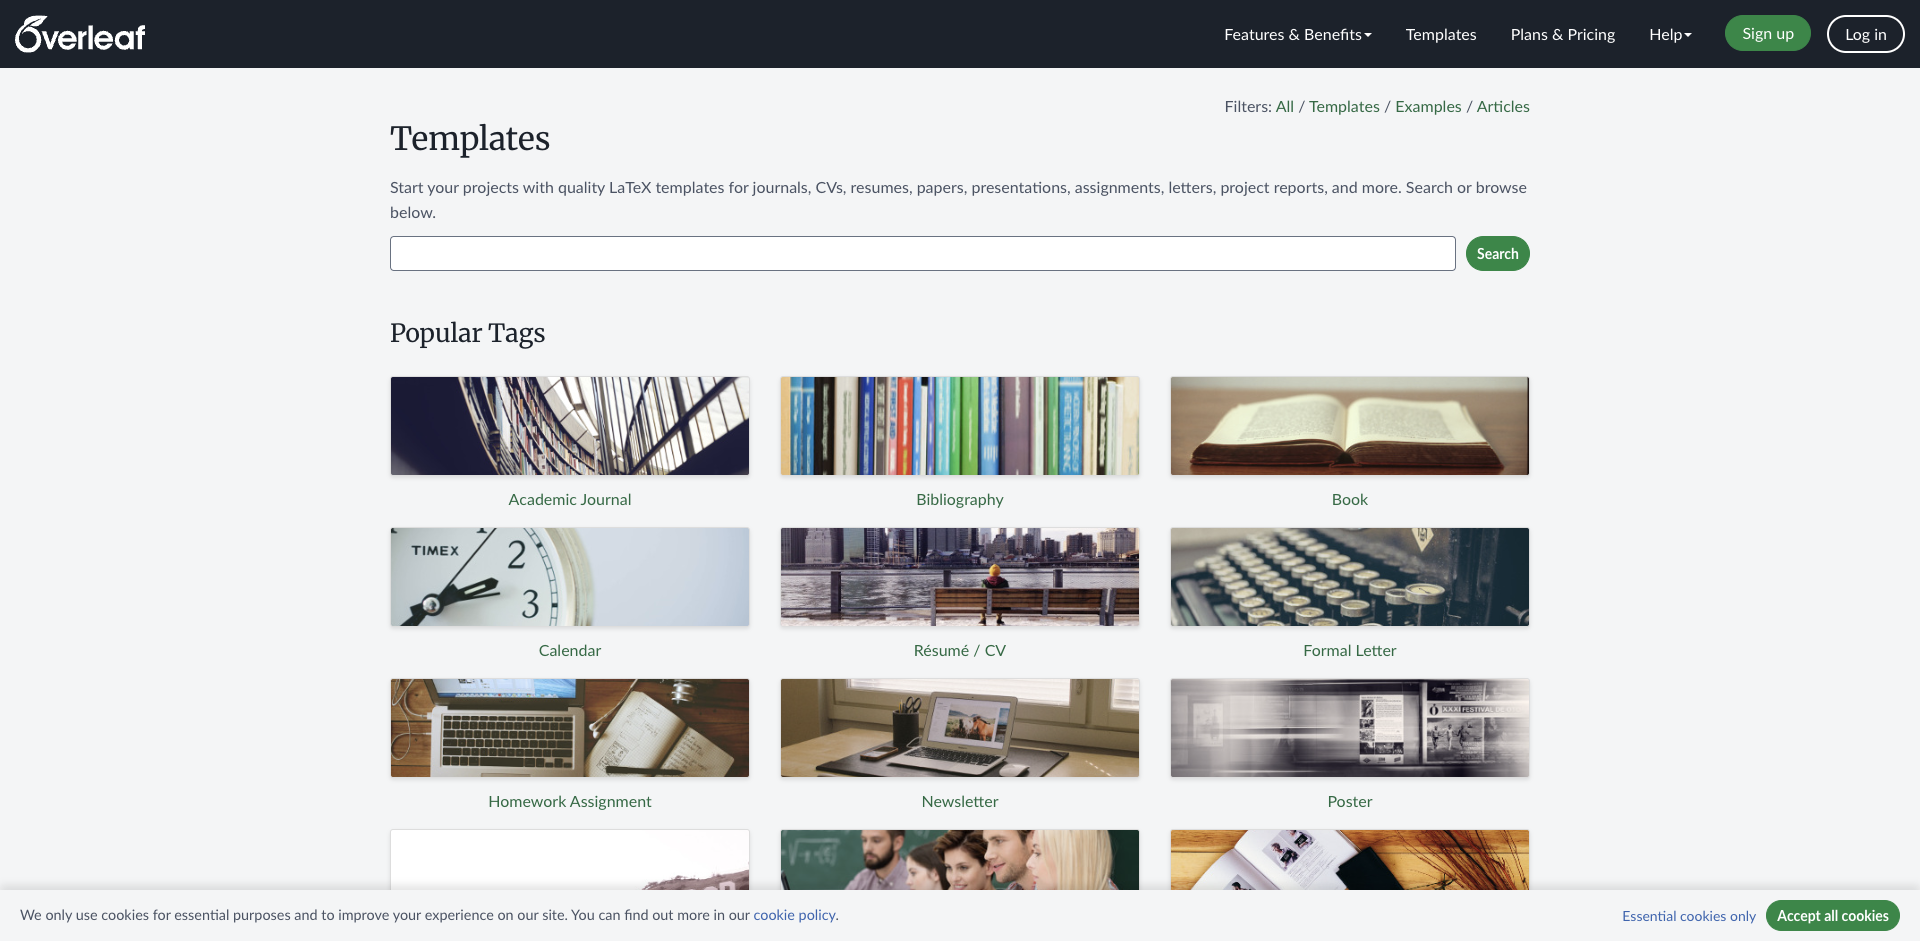 Overleaf
Features & Benefits
Templates
Plans & Pricing
Help
Sign up
Log in
Filters: All / Templates / Examples / Articles
Templates
Start your projects with quality LaTeX templates for journals, CVs, resumes, papers, presentations, assignments, letters, project reports, and more. Search or browse
below.
Search
Popular Tags
Academic Journal
Bibliography
Book
TIMEX
2
3
Calendar
Résumé / CV
Formal Letter
XXXI FESTIVAL DE
Homework Assignment
Newsletter
Poster
We only use cookies for essential purposes and to improve your experience on our site. You can find out more in our cookie policy.
Essential cookies only
Accept all cookies